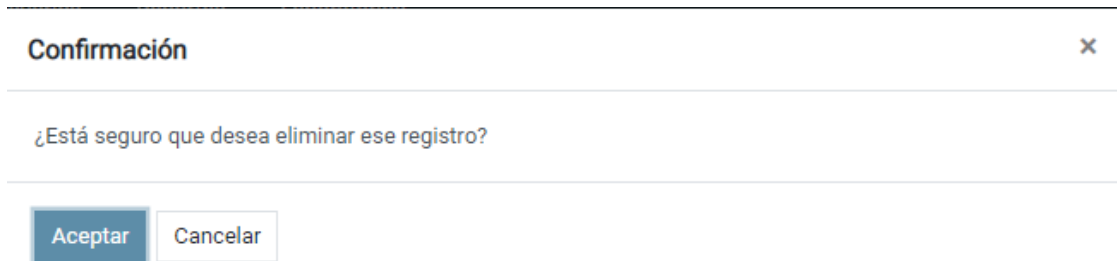 Confirmación
×
¿Está seguro que desea eliminar ese registro?
Aceptar
Cancelar